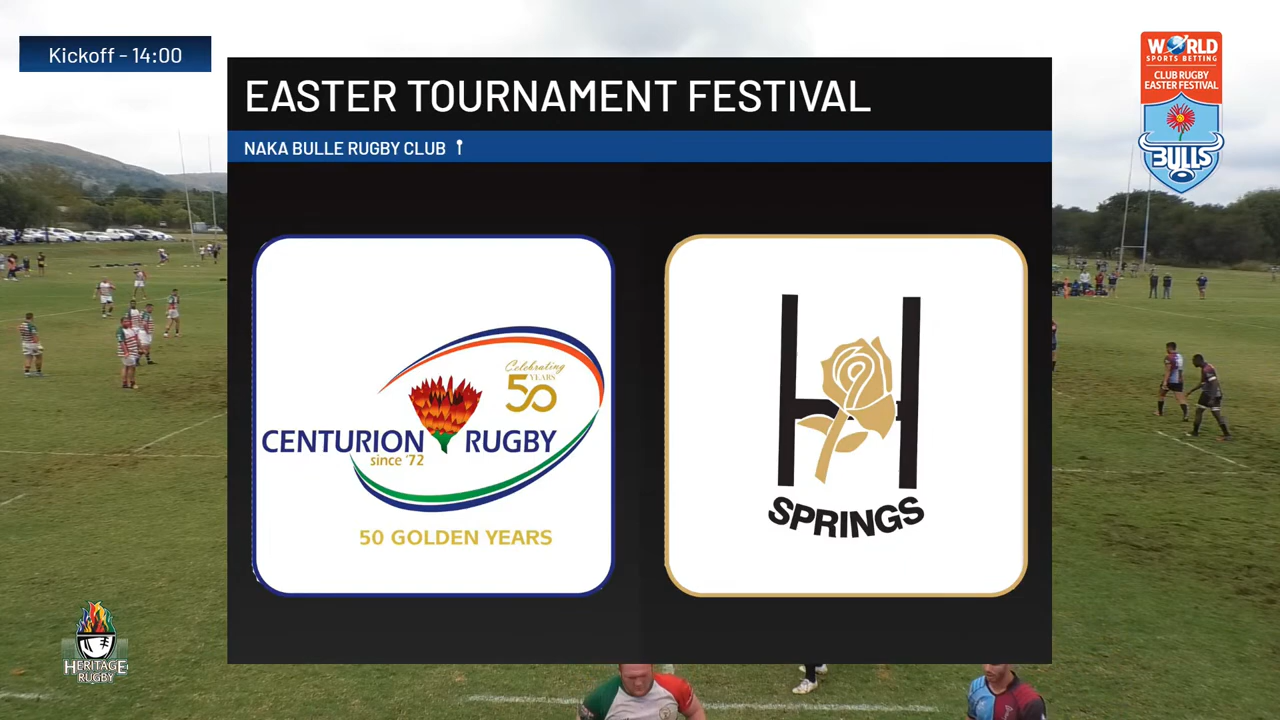 Kickoff - 14:00
EASTER TOURNAMENT FESTIVAL
NAKA BULLE RUGBY CLUB
WORLD
SPORTS BETTING
CLUB RUGBY
EASTER FESTIVAL
BULLS
Celebrating
50 YEARS
CENTURION RUGBY
since '72
50 GOLDEN YEARS
SPRINGS
HERITAGE
RUGBY